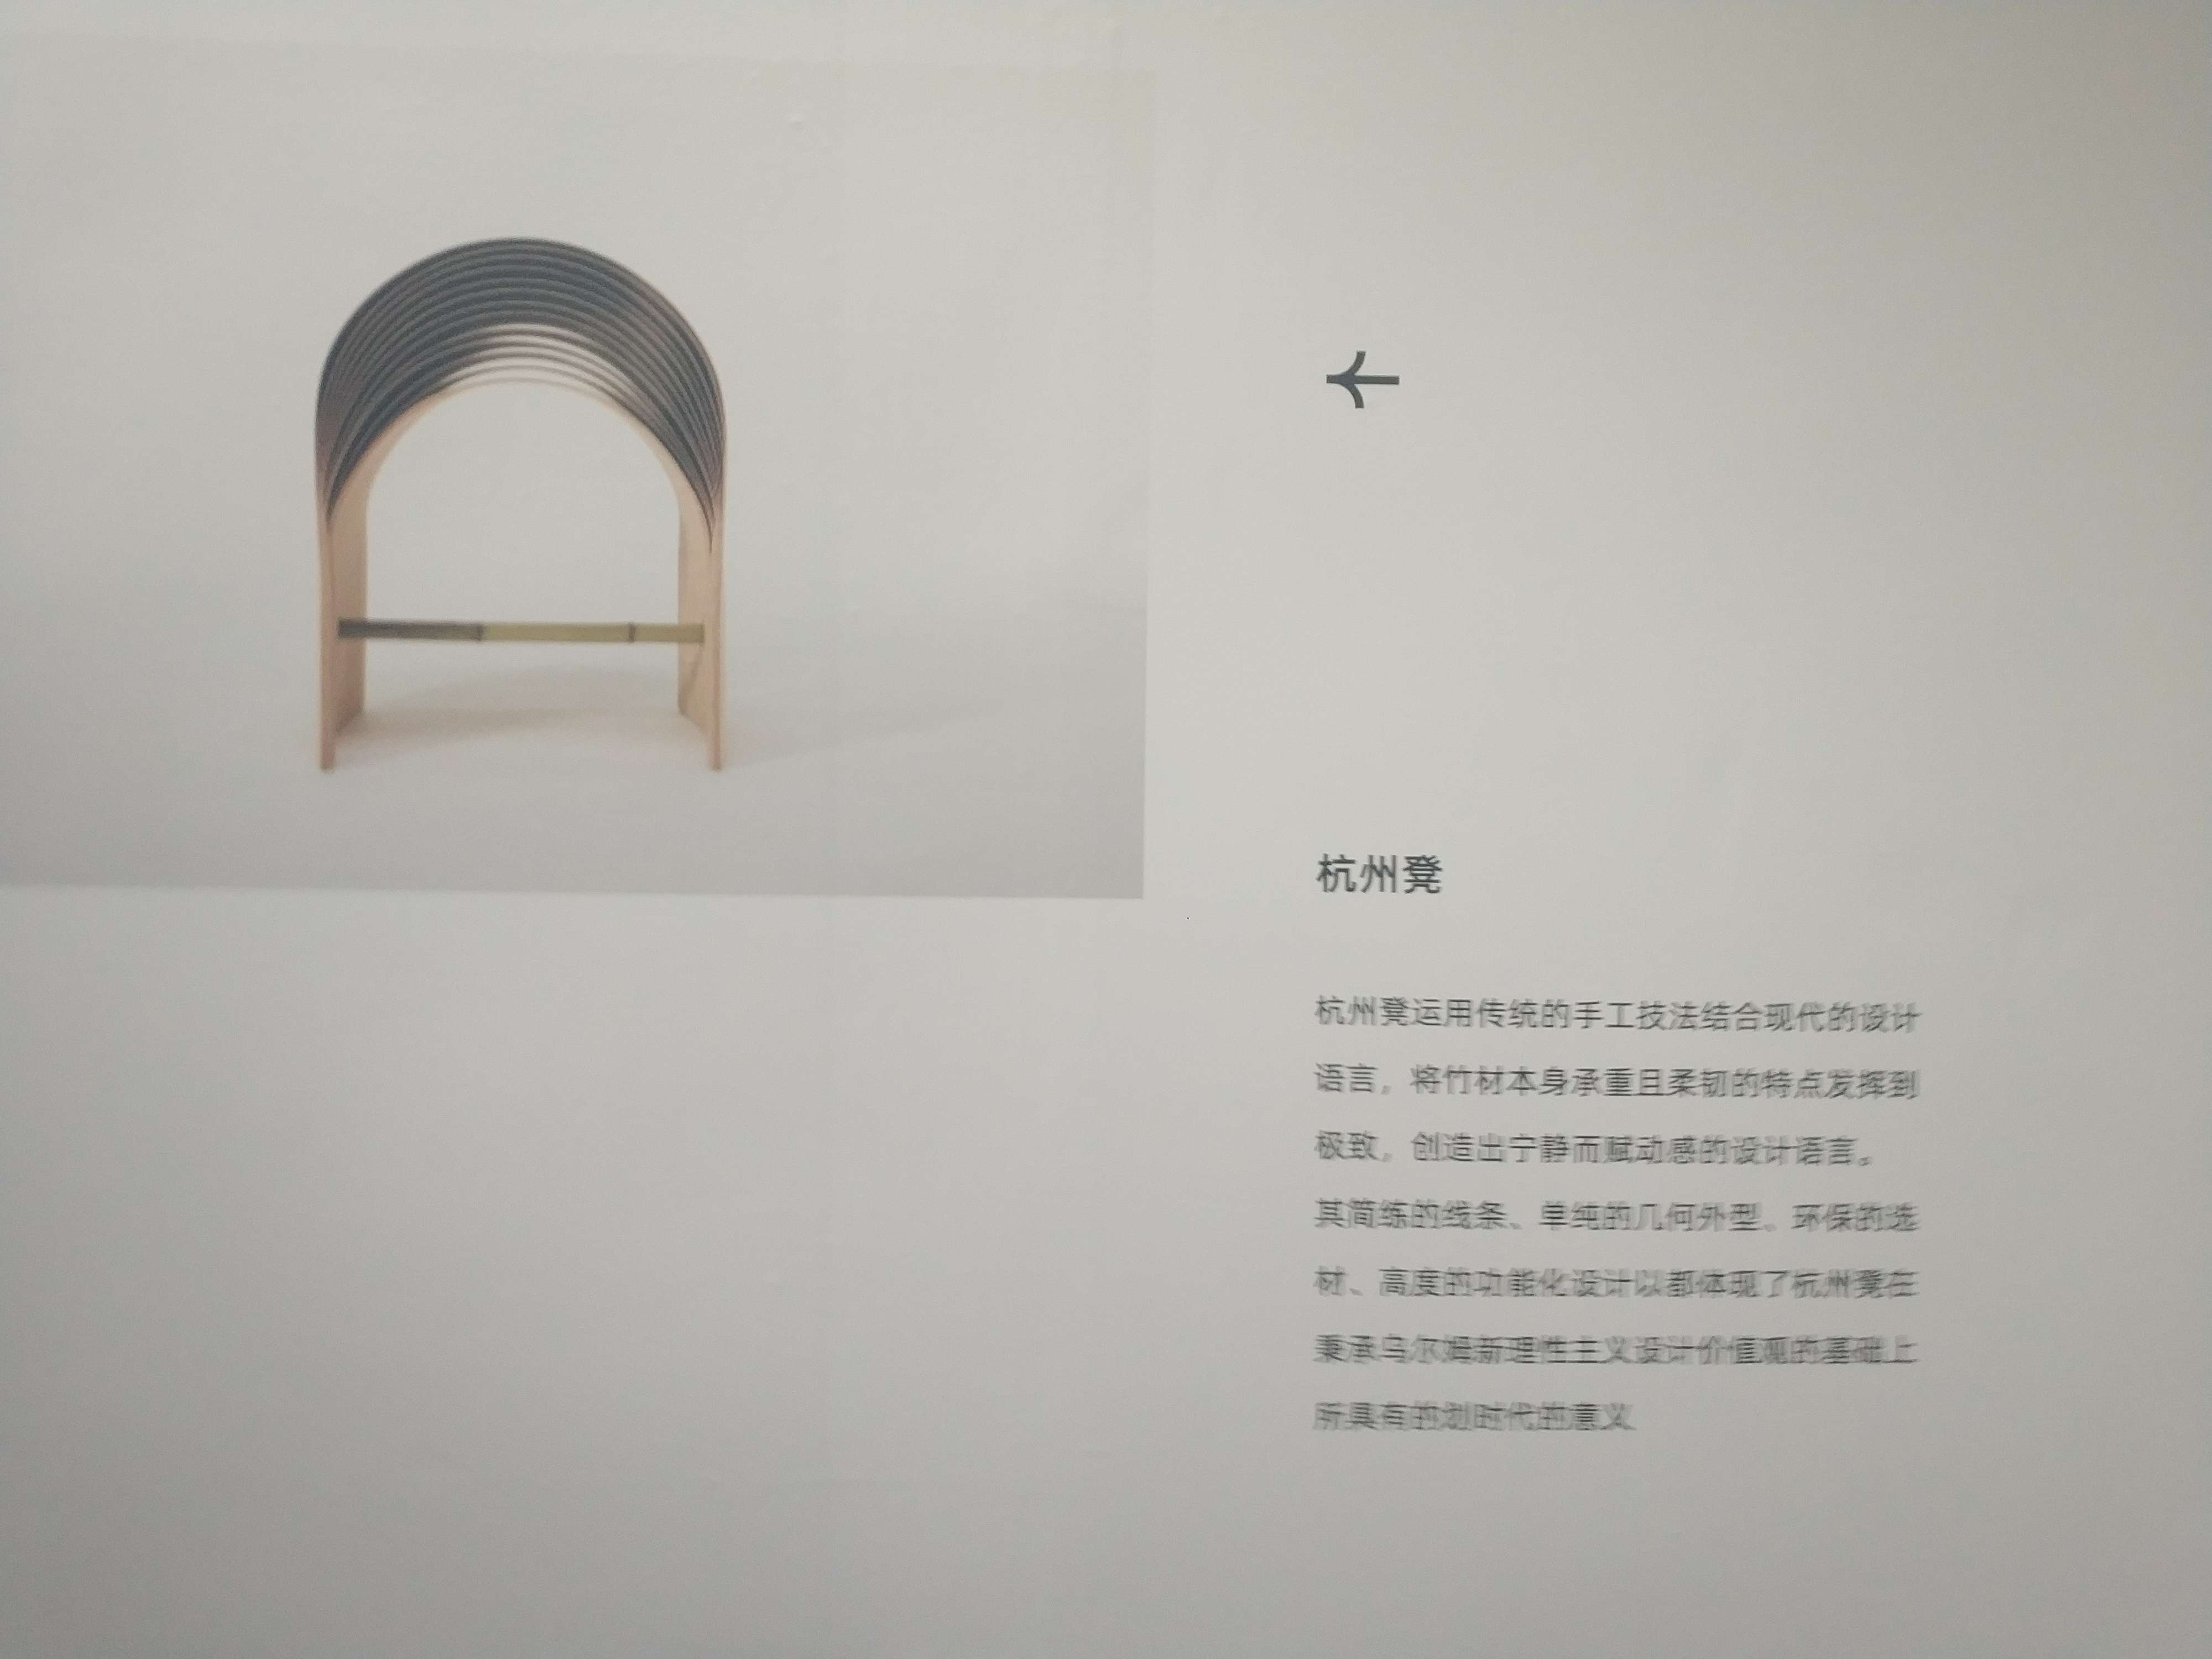 杭州凳
杭州凳运用传统的手工技法结合现代的设计
语言，将竹材本身承重且柔韧的特点发挥到
极致，创造出宁静而赋动感的设计语言。
其简练的线条、单纯的几何外型、环保的选
材、高度的功能化设计以都体现了杭州凳在
秉承乌尔姆新理性主义设计价值观的基础上
所具有的划时代的意义